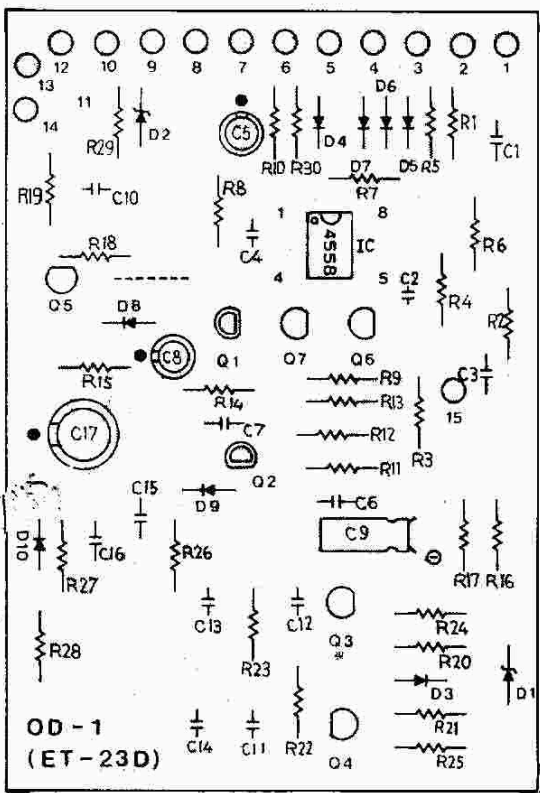 12 10 9 8 7 6 5 4 3 2 1
13
11
14
D6
R29 D2 C5 R10 R30 D4 D7 D5 R5 R1 C1
R19 C10 R8 R7
1 8
4558 IC
R18 C4 R6
4 5 C2
Q5 R4 R2
D8
Q1 Q7 Q6
C8 C3
R15 R14 R9
R13 15
C17 C7 R12 R3
Q2 R11
C15 D9 C6
C9
D10 C16 R26
R27 R17 R16
C13 C12 R24
Q3
*
R28 R23 R20
D3 D1
OD-1 R21
(ET-23D) C14 C11 R22 Q4 R25